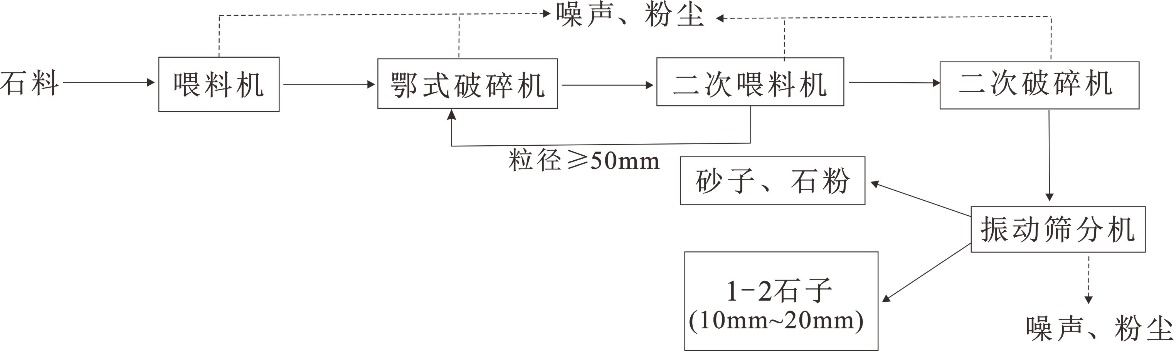 噪声、粉尘
石料
喂料机
鄂式破碎机
二次喂料机
二次破碎机
粒径≥50mm
砂子、石粉
振动筛分机
1-2石子
(10mm~20mm)
噪声、粉尘